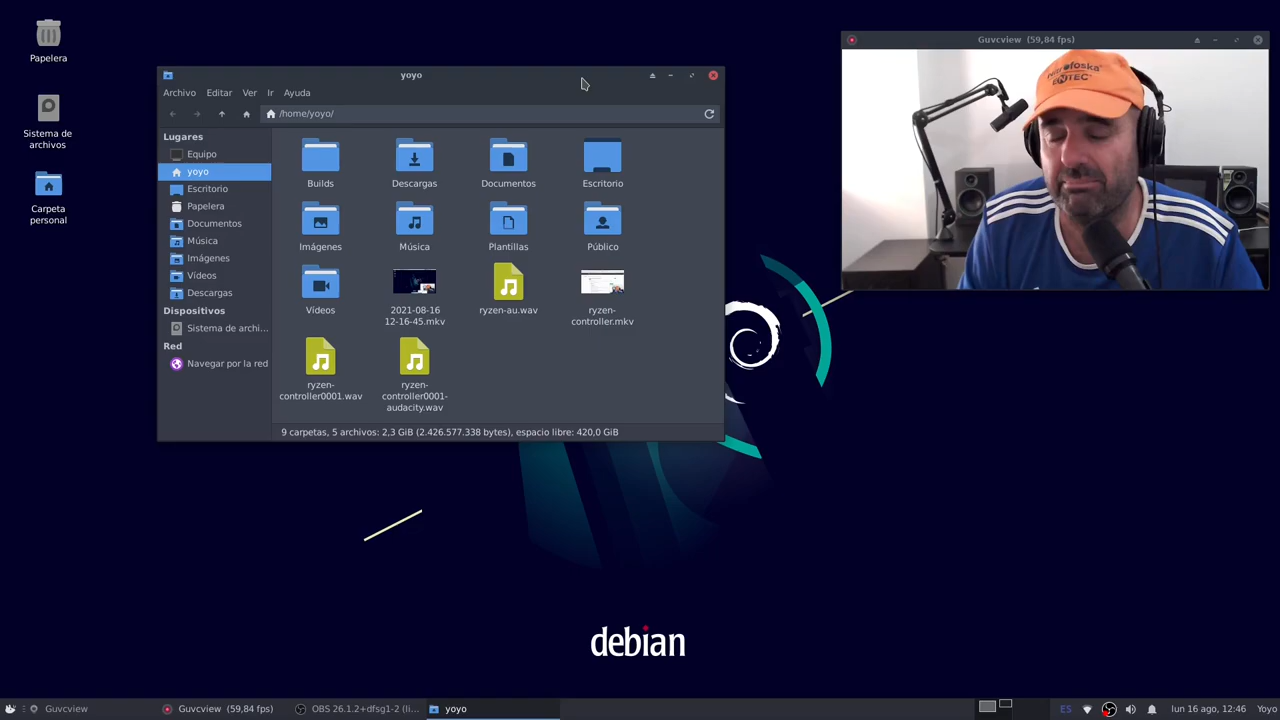 Papelera
Sistema de
archivos
Carpeta
personal
yoyo
Archivo Editar Ver Ir Ayuda
/home/yoyo/
Lugares
Equipo
yoyo
Escritorio
Papelera
Documentos
Música
Imágenes
Vídeos
Descargas
Dispositivos
Sistema de archi...
Red
Navegar por la red
Builds
Descargas
Documentos
Escritorio
Imágenes
Música
Plantillas
Público
Vídeos
2021-08-16
12-16-45.mkv
ryzen-au.wav
ryzen-
controller.mkv
ryzen-
controller0001.wav
ryzen-
controller0001-
audacity.wav
9 carpetas, 5 archivos: 2,3 GiB (2.426.577.338 bytes), espacio libre: 420,0 GiB
Guvcview (59,84 fps)
ENTEC
debian
Guvcview
Guvcview (59,84 fps)
OBS 26.1.2+dfsg1-2 (li...
yoyo
ES
lun 16 ago, 12:46
Yoyo